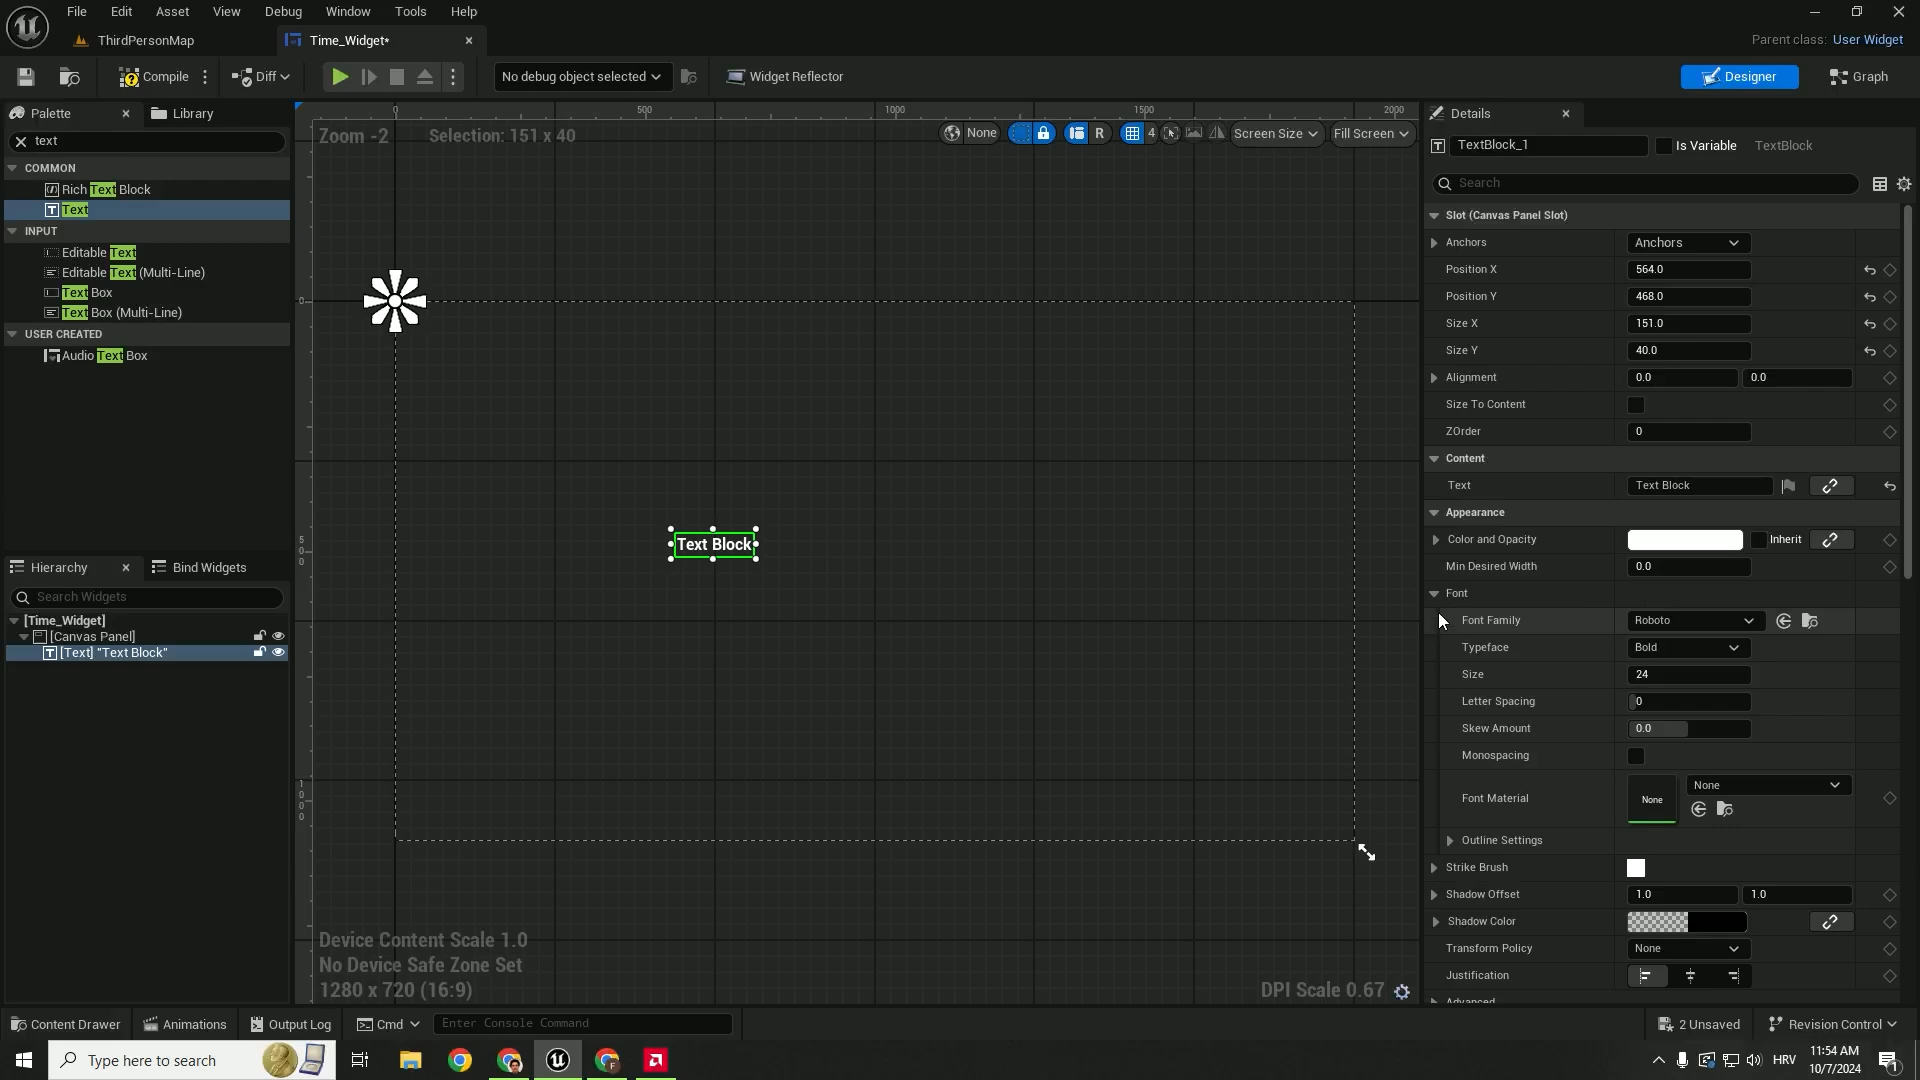 File Edit Asset View Debug Window Tools Help
ThirdPersonMap
Time_Widget*
Parent class: User Widget
Compile
Diff
No debug object selected
Widget Reflector
Designer
Graph
Palette
Library
text
COMMON
Rich Text Block
Text
INPUT
Editable Text
Editable Text (Multi-Line)
Text Box
Text Box (Multi-Line)
USER CREATED
Audio Text Box
Hierarchy
Bind Widgets
Search Widgets
[Time_Widget]
[Canvas Panel]
[Text] "Text Block"
0 500 1000 1500 2000
Zoom -2
Selection: 151 x 40
None
R
4
Screen Size
Fill Screen
0
5
0
0
1
0
0
0
Text Block
Device Content Scale 1.0
No Device Safe Zone Set
1280 x 720 (16:9)
DPI Scale 0.67
Details
TextBlock_1
Is Variable
TextBlock
Search
Slot (Canvas Panel Slot)
Anchors Anchors
Position X 564.0
Position Y 468.0
Size X 151.0
Size Y 40.0
Alignment 0.0 0.0
Size To Content
ZOrder 0
Content
Text Text Block
Appearance
Color and Opacity Inherit
Min Desired Width 0.0
Font
Font Family Roboto
Typeface Bold
Size 24
Letter Spacing 0
Skew Amount 0.0
Monospacing
Font Material None None
Outline Settings
Strike Brush
Shadow Offset 1.0 1.0
Shadow Color
Transform Policy None
Justification
Advanced
Content Drawer
Animations
Output Log
Cmd
Enter Console Command
2 Unsaved
Revision Control
Type here to search
HRV
11:54 AM
10/7/2024
1